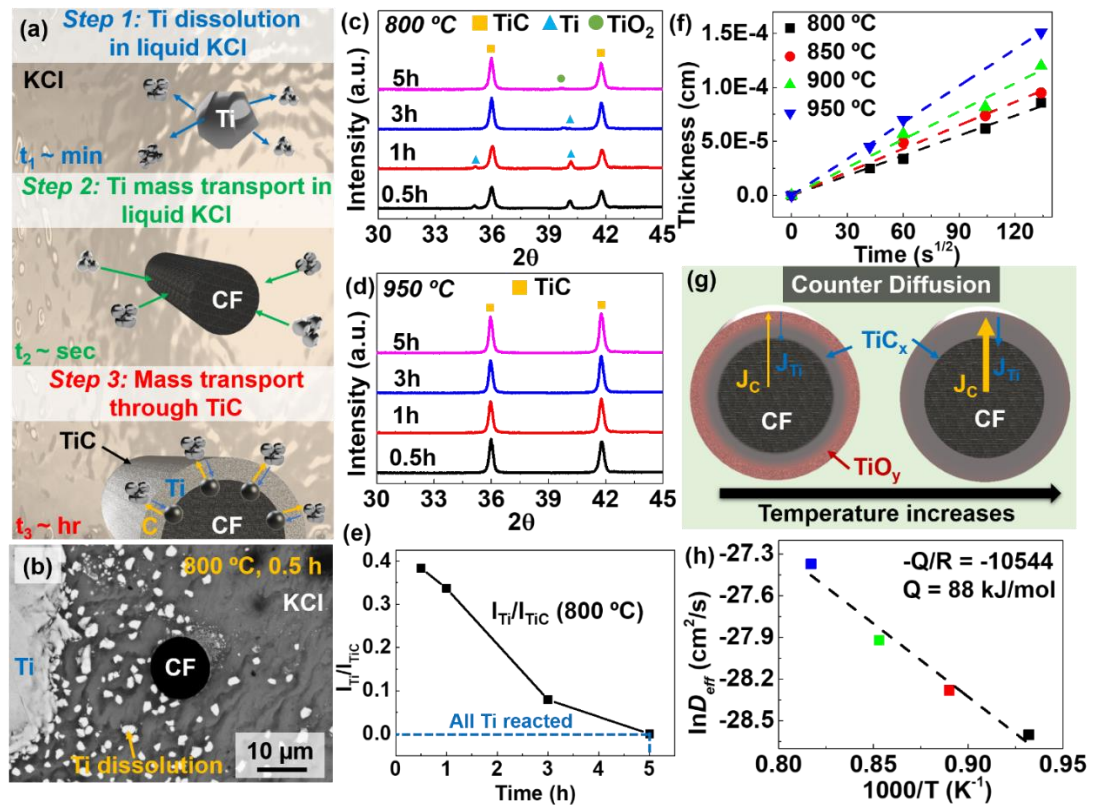 (a)
Step 1: Ti dissolution
in liquid KCl
KCl
Ti
t1 ~ min
Step 2: Ti mass transport in
liquid KCl
CF
t2 ~ sec
Step 3: Mass transport
through TiC
TiC
Ti
C
CF
t3 ~ hr
(b)
800 ºC, 0.5 h
KCl
Ti
CF
Ti dissolution
10 µm
(c)
800 ºC
TiC
Ti
TiO2
5h
3h
1h
0.5h
Intensity (a.u.)
30 33 36 39 42 45
2θ
(d)
950 ºC
TiC
5h
3h
1h
0.5h
Intensity (a.u.)
30 33 36 39 42 45
2θ
(e)
0.4
0.3
0.2
0.1
0.0
ITi/ITiC
ITi/ITiC (800 ºC)
All Ti reacted
0 1 2 3 4 5 6
Time (h)
(f)
1.5E-4
1.0E-4
5.0E-5
0.0
Thickness (cm)
800 ºC
850 ºC
900 ºC
950 ºC
0 30 60 90 120
Time (s1/2)
(g)
Counter Diffusion
TiCx
JC
JTi
CF
JC
JTi
CF
TiOy
Temperature increases
(h)
-27.3
-27.6
-27.9
-28.2
-28.5
lnDeff (cm2/s)
-Q/R = -10544
Q = 88 kJ/mol
0.80 0.85 0.90 0.95
1000/T (K-1)